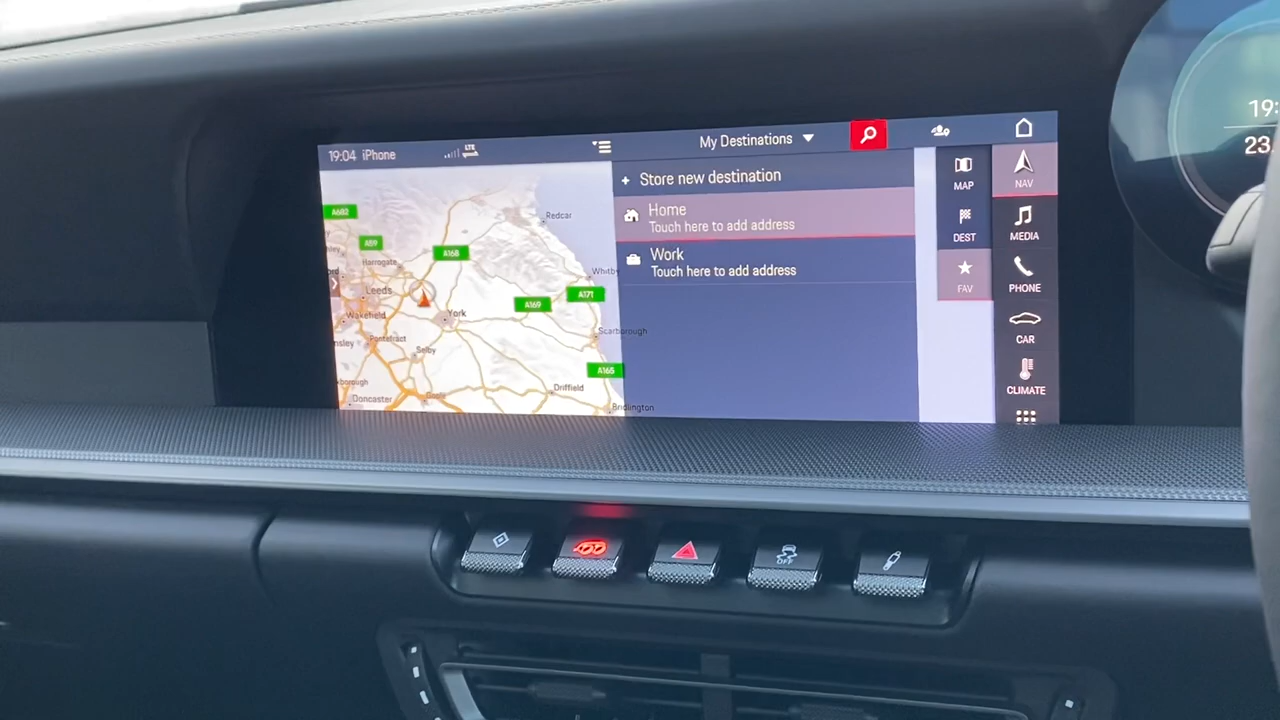 19:04 iPhone
LTE
My Destinations
Store new destination
Home
Touch here to add address
Work
Touch here to add address
MAP
DEST
FAV
NAV
MEDIA
PHONE
CAR
CLIMATE
A682
A59
A168
A169
A171
A165
Redcar
Harrogate
Whitby
Leeds
York
Wakefield
Scarborough
Pontefract
Selby
Driffield
Doncaster
Bridlington
OFF
19:
23